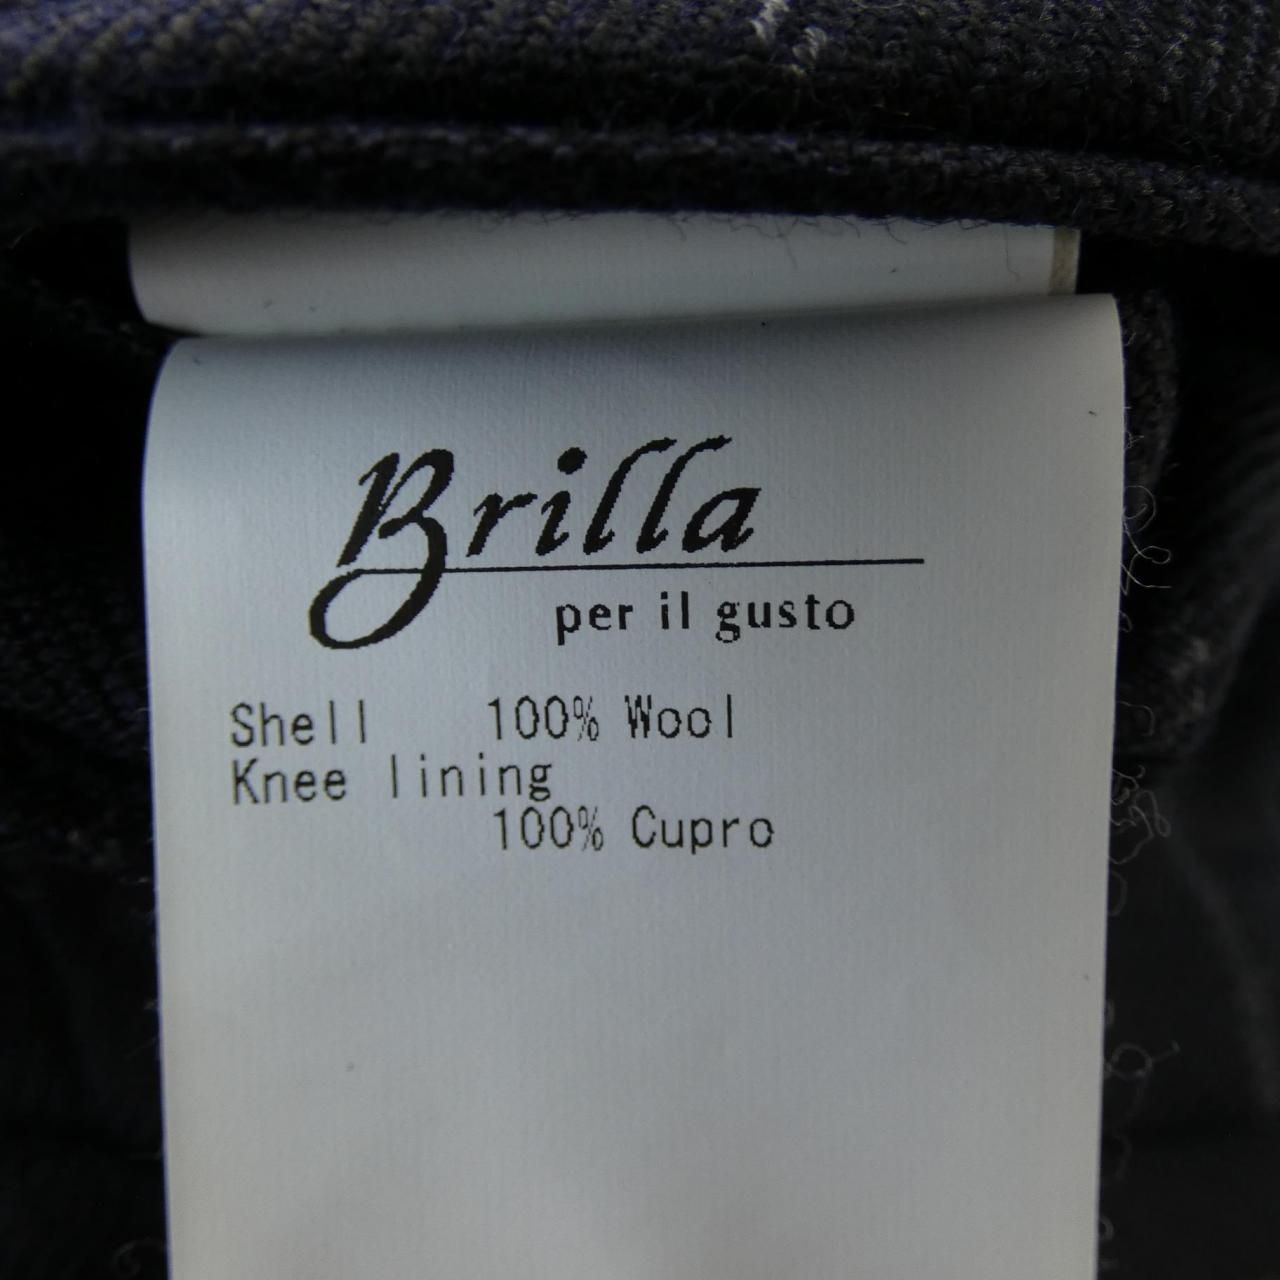 Brilla
per il gusto
Shell 100% Wool
Knee lining
100% Cupro